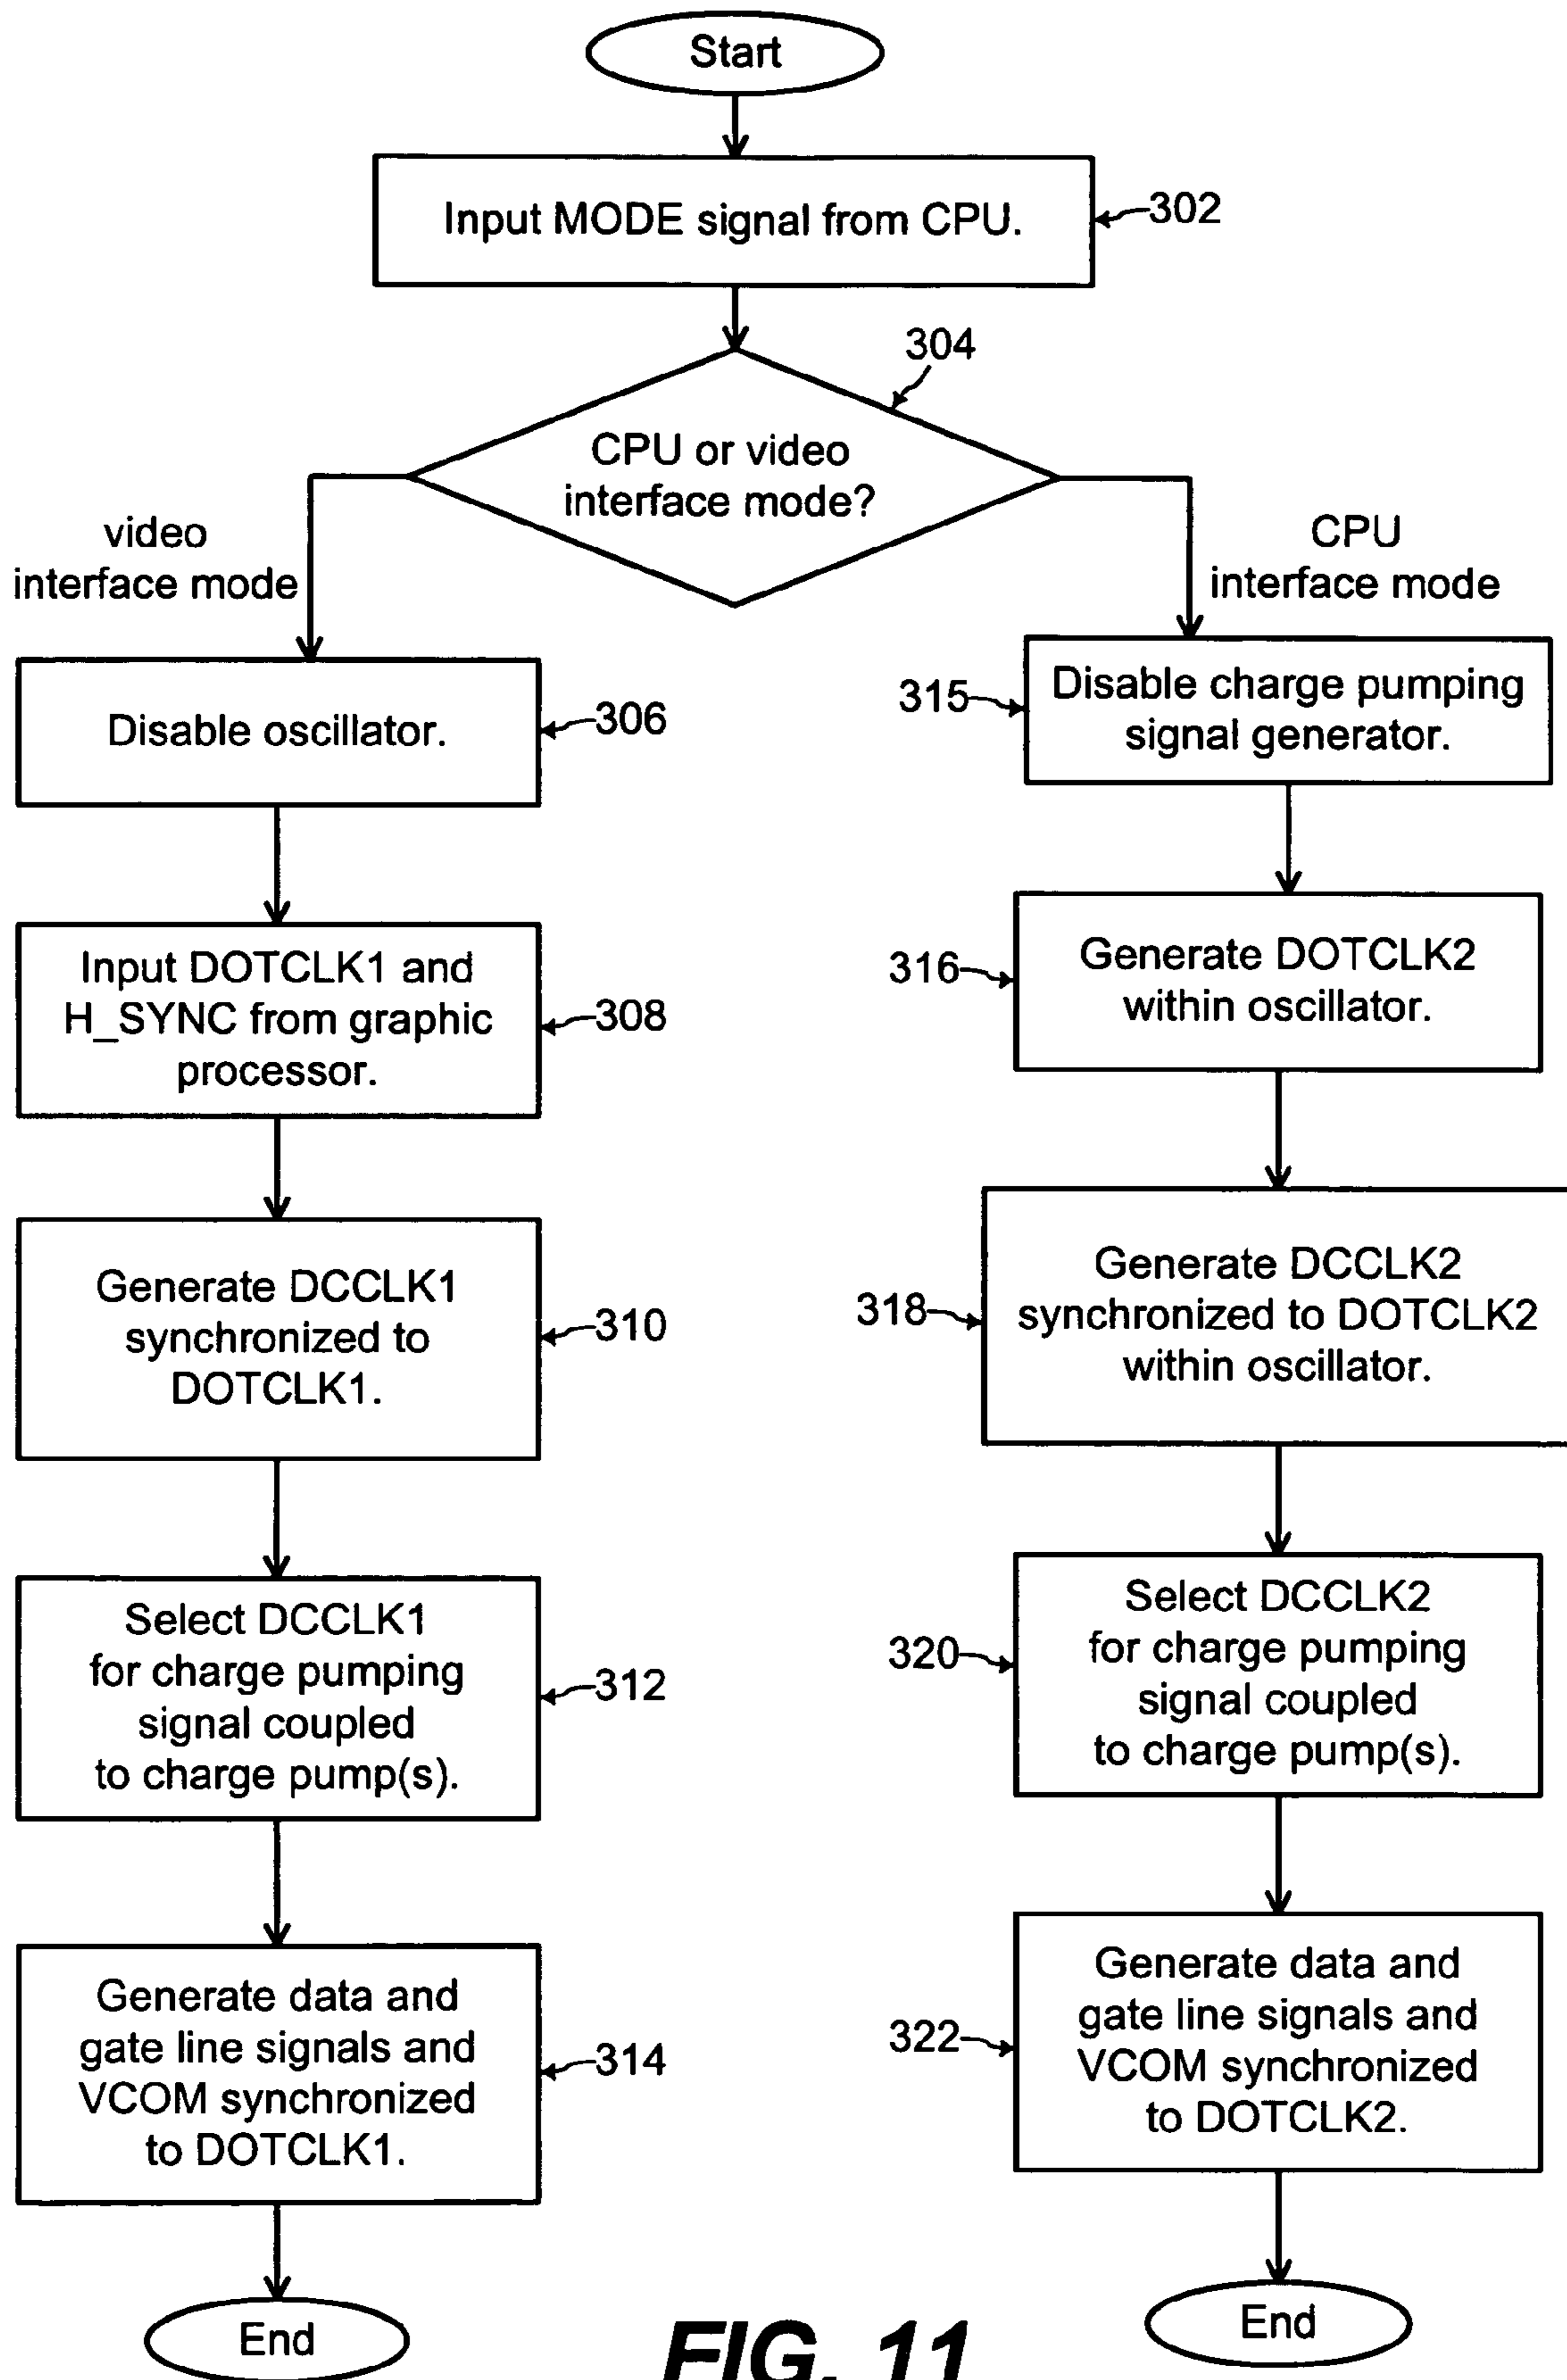 Start
Input MODE signal from CPU.
302
304
CPU or video
interface mode?
video
interface mode
CPU
interface mode
Disable oscillator.
306
Input DOTCLK1 and
H_SYNC from graphic
processor.
308
Generate DCCLK1
synchronized to
DOTCLK1.
310
Select DCCLK1
for charge pumping
signal coupled
to charge pump(s).
312
Generate data and
gate line signals and
VCOM synchronized
to DOTCLK1.
314
End
315
Disable charge pumping
signal generator.
316
Generate DOTCLK2
within oscillator.
318
Generate DCCLK2
synchronized to DOTCLK2
within oscillator.
320
Select DCCLK2
for charge pumping
signal coupled
to charge pump(s).
322
Generate data and
gate line signals and
VCOM synchronized
to DOTCLK2.
End
FIG. 11